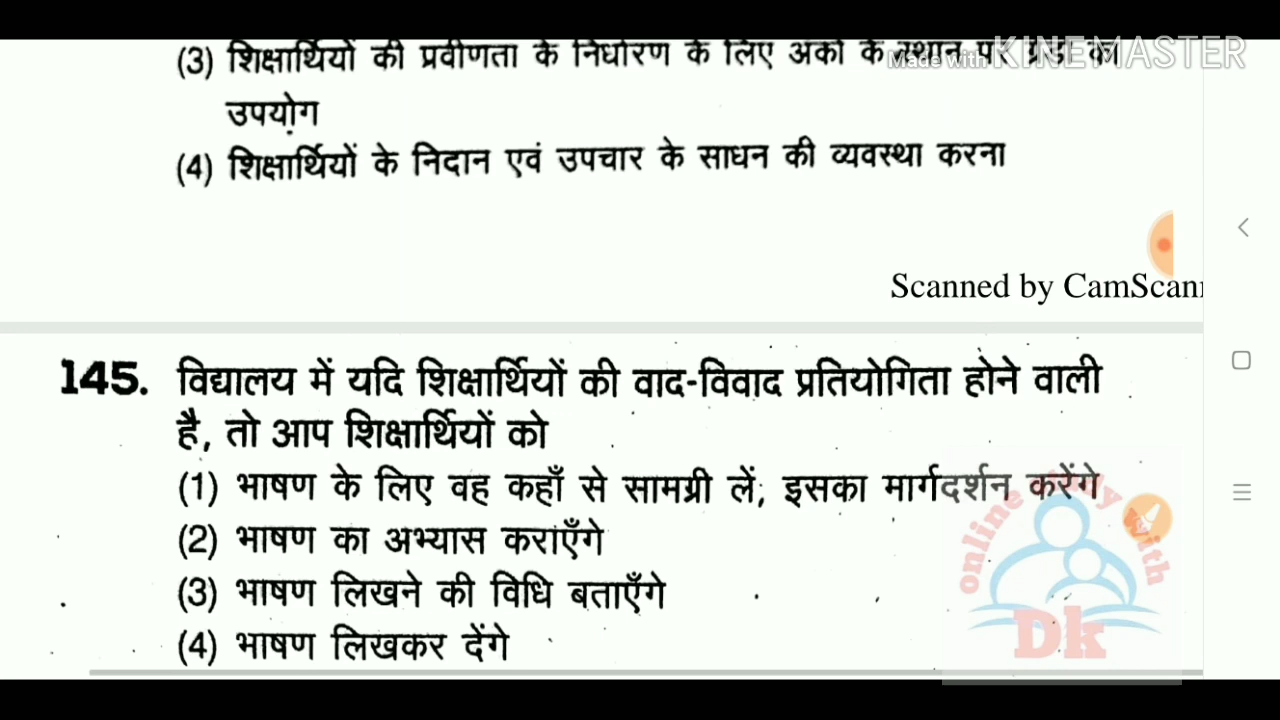 (3) शिक्षार्थियों की प्रवीणता के निर्धारण के लिए अंकों के स्थान पर ग्रेडों का
Made with KINEMASTER
उपयोग
(4) शिक्षार्थियों के निदान एवं उपचार के साधन की व्यवस्था करना
Scanned by CamScann
145. विद्यालय में यदि शिक्षार्थियों की वाद-विवाद प्रतियोगिता होने वाली
है, तो आप शिक्षार्थियों को
(1) भाषण के लिए वह कहाँ से सामग्री लें, इसका मार्गदर्शन करेंगे
(2) भाषण का अभ्यास कराएँगे
(3) भाषण लिखने की विधि बताएँगे
(4) भाषण लिखकर देंगे
online with
Dk